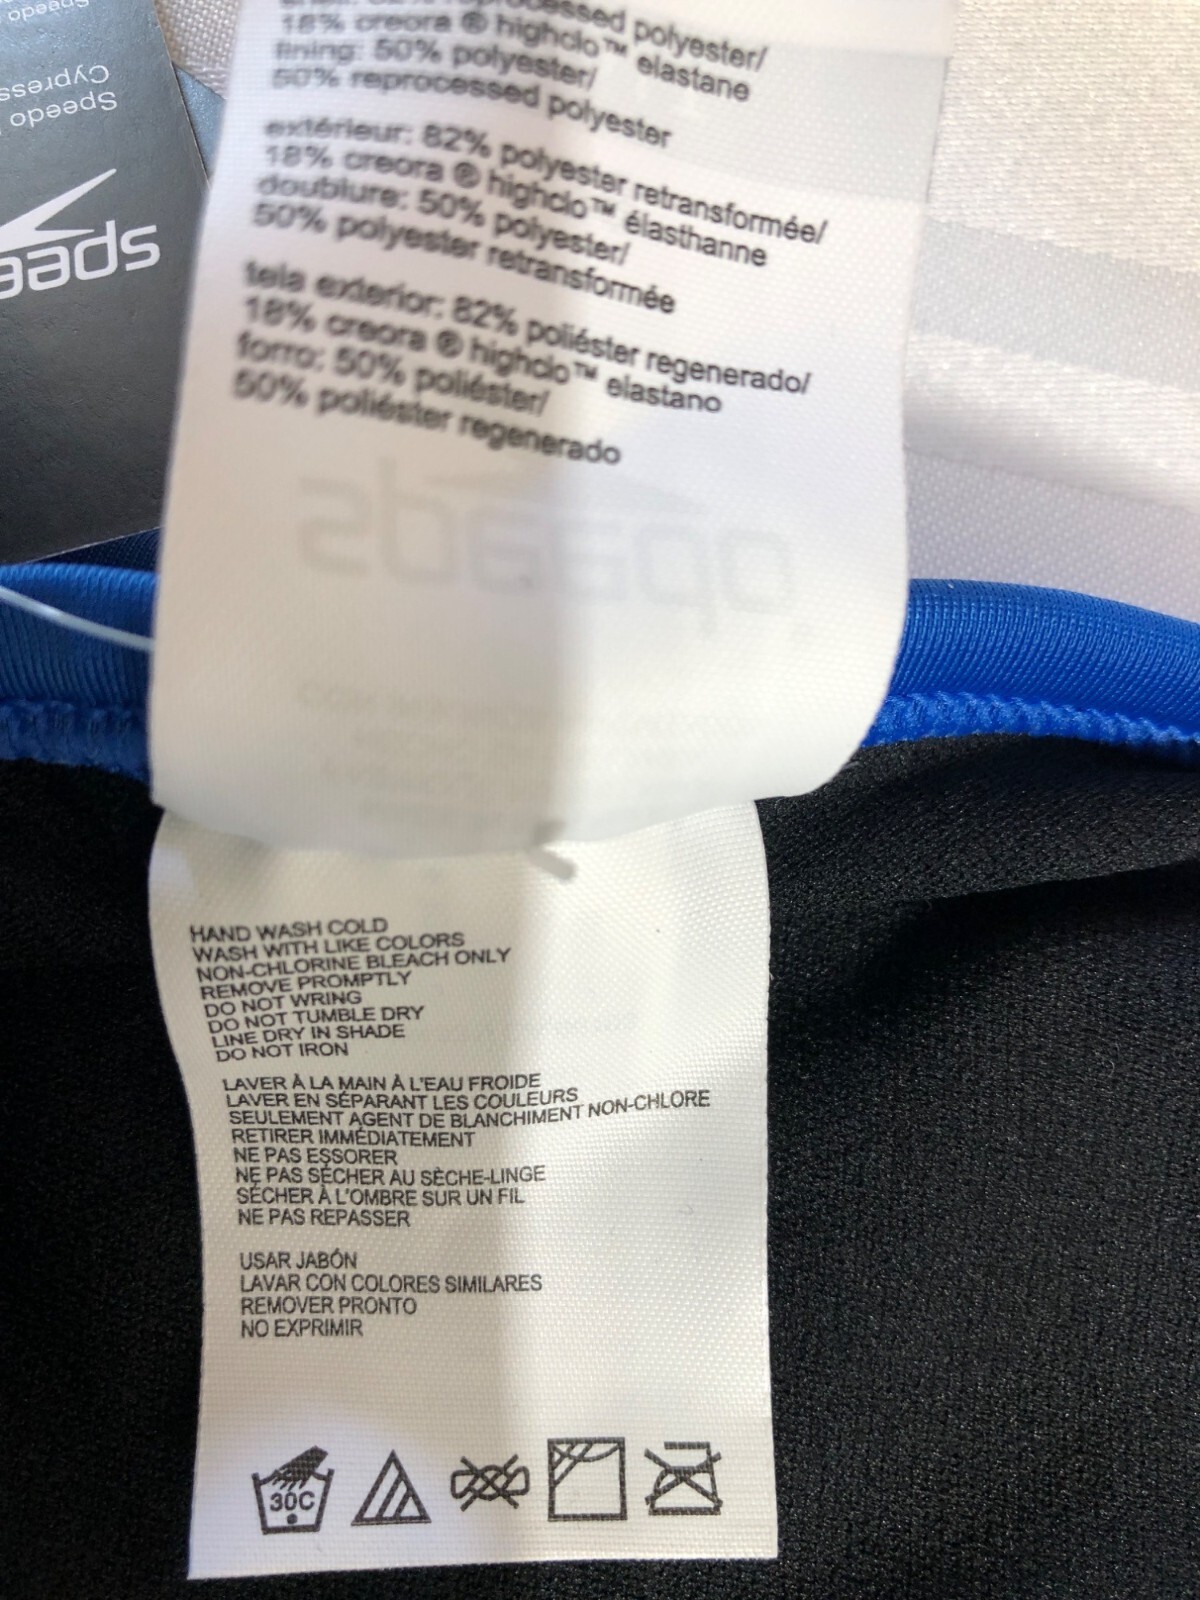 reprocessed polyester/
18% creora ® highclo™ elastane
lining: 50% polyester/
50% reprocessed polyester
extérieur: 82% polyester retransformée/
18% creora ® highclo™ élasthanne
doublure: 50% polyester/
50% polyester retransformée
tela exterior: 82% poliéster regenerado/
18% creora ® highclo™ elastano
forro: 50% poliéster/
50% poliéster regenerado
Speedo
Cypress
Speedo
spee
speedo
HAND WASH COLD
WASH WITH LIKE COLORS
NON-CHLORINE BLEACH ONLY
REMOVE PROMPTLY
DO NOT WRING
DO NOT TUMBLE DRY
LINE DRY IN SHADE
DO NOT IRON
LAVER À LA MAIN À L'EAU FROIDE
LAVER EN SÉPARANT LES COULEURS
SEULEMENT AGENT DE BLANCHIMENT NON-CHLORE
RETIRER IMMÉDIATEMENT
NE PAS ESSORER
NE PAS SÉCHER AU SÈCHE-LINGE
SÉCHER À L'OMBRE SUR UN FIL
NE PAS REPASSER
USAR JABÓN
LAVAR CON COLORES SIMILARES
REMOVER PRONTO
NO EXPRIMIR
30C